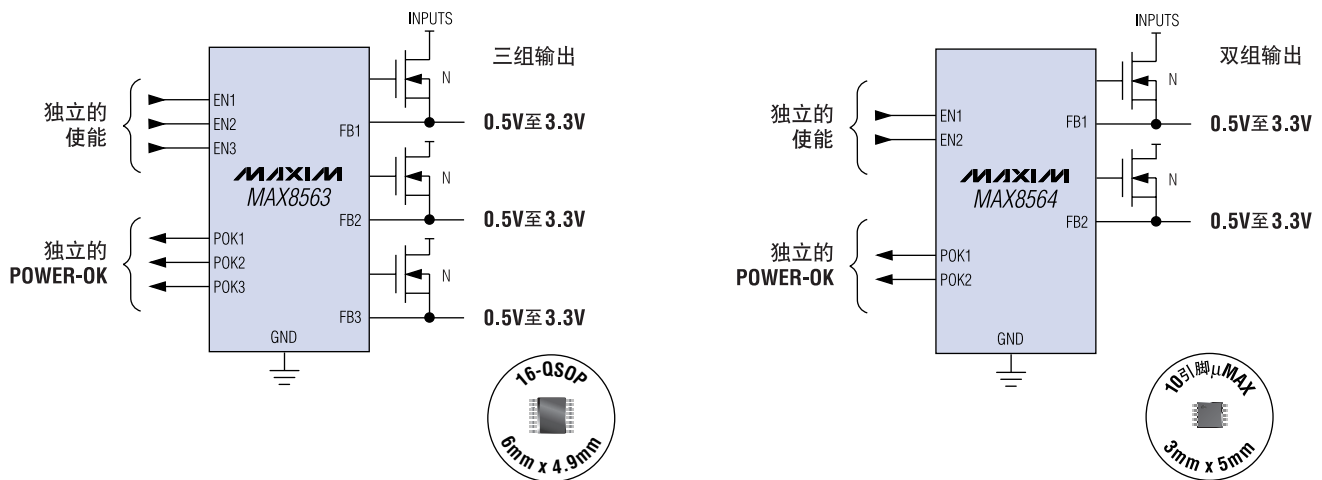 INPUTS
三组输出
N
独立的
使能
EN1
EN2
EN3
FB1
0.5V至3.3V
MAXIM
MAX8563
N
FB2
0.5V至3.3V
独立的
POWER-OK
POK1
POK2
POK3
N
FB3
0.5V至3.3V
GND
16-QSOP
6mm x 4.9mm
INPUTS
双组输出
N
独立的
使能
EN1
EN2
FB1
0.5V至3.3V
MAXIM
MAX8564
N
FB2
0.5V至3.3V
独立的
POWER-OK
POK1
POK2
GND
10引脚μMAX
3mm x 5mm